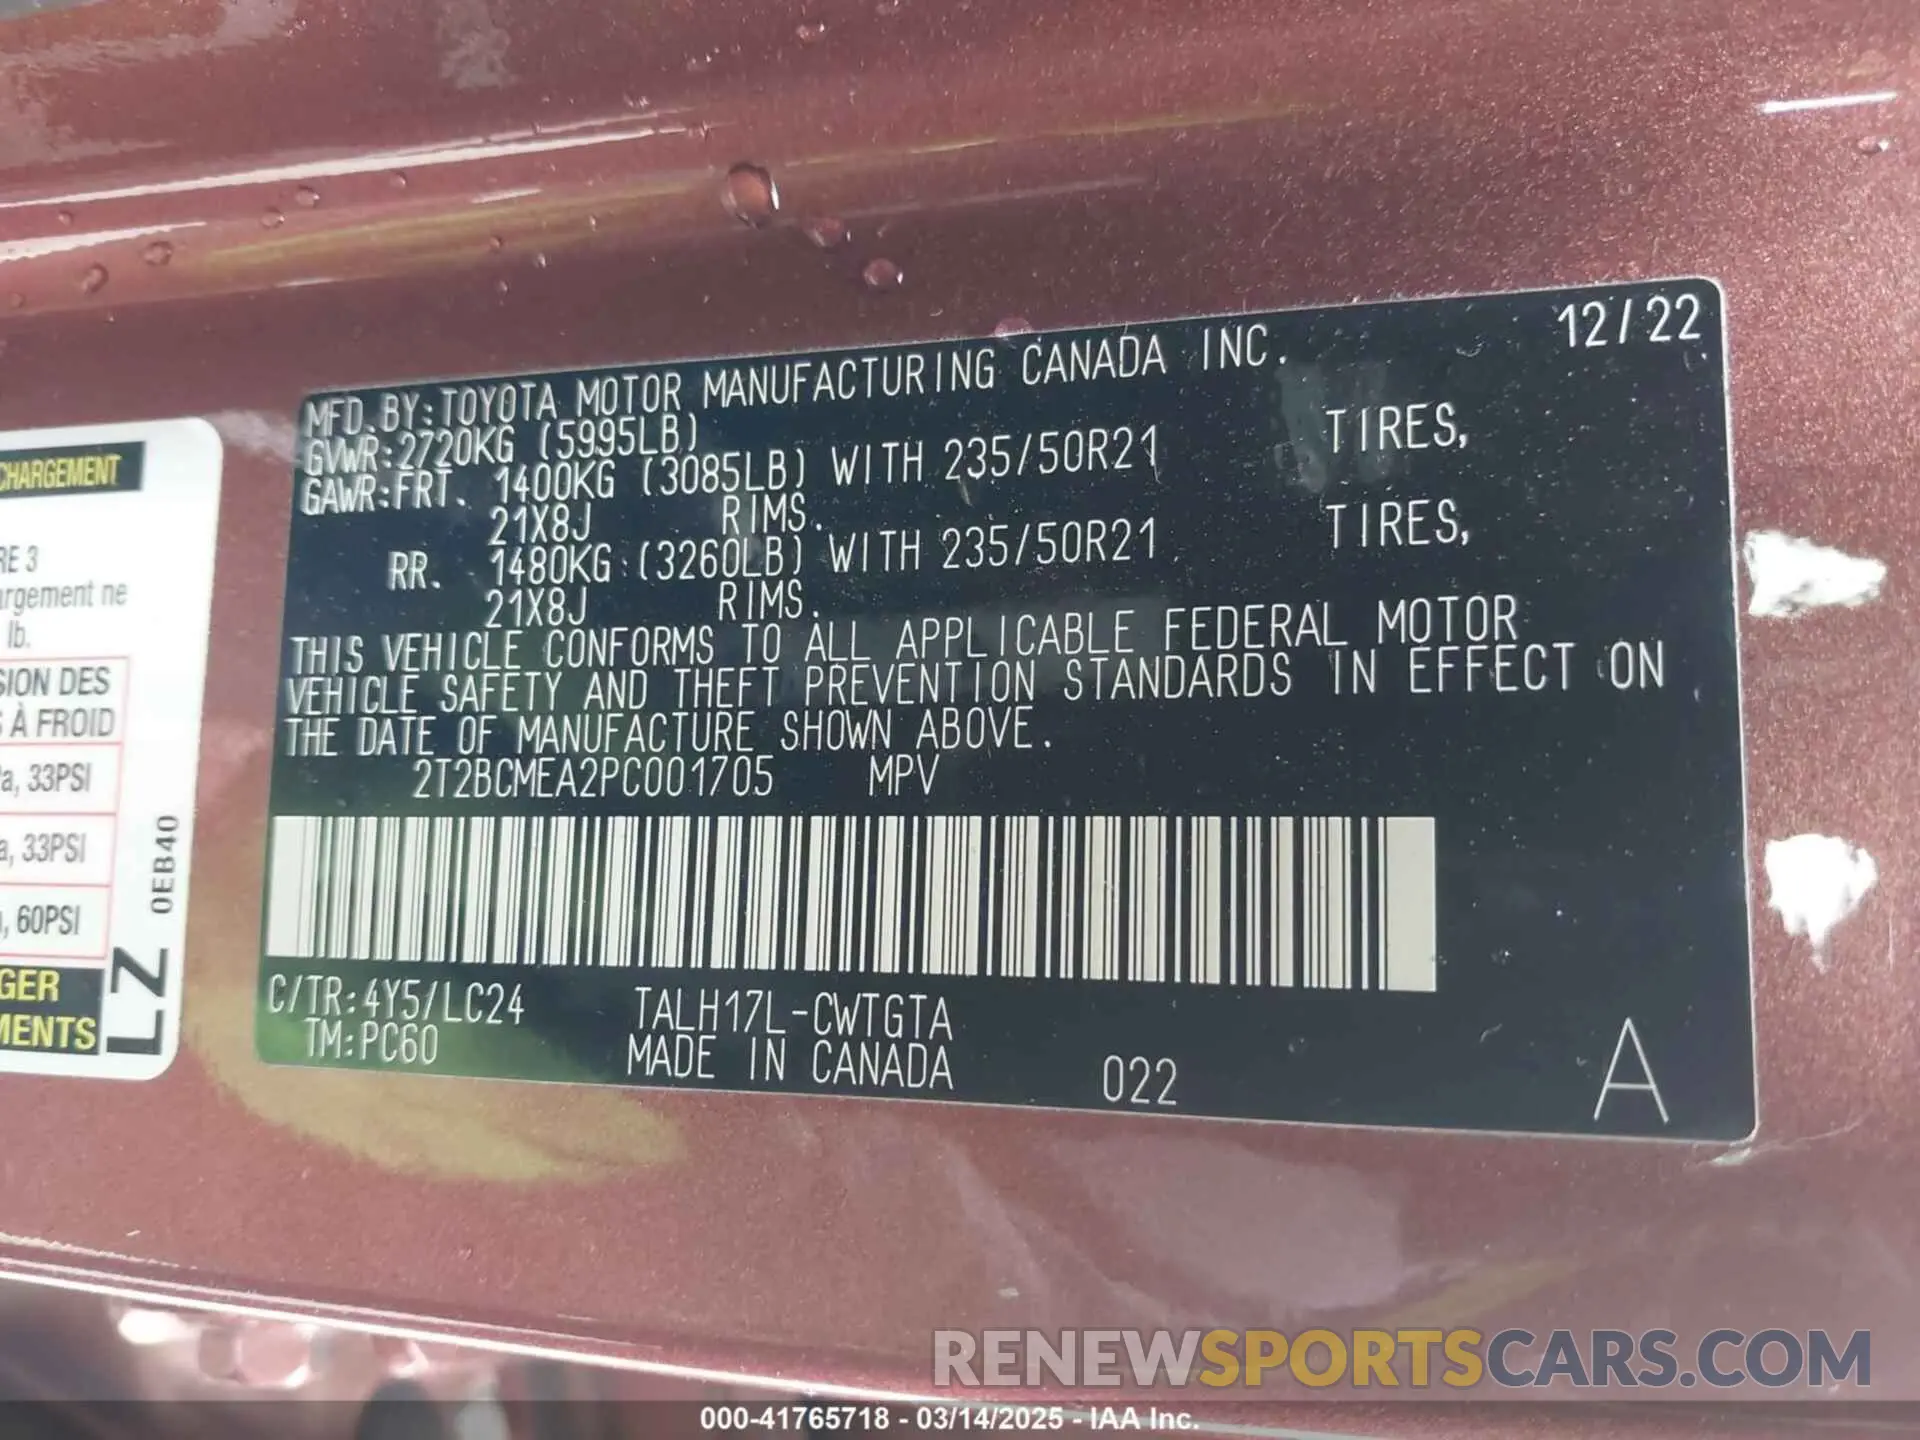 CHARGEMENT
RE 3
argement ne
lb.
SION DES
S À FROID
a, 33PSI
a, 33PSI
, 60PSI
GER
MENTS
LZ
0EB40
12/22
MFD. BY:TOYOTA MOTOR MANUFACTURING CANADA INC.
GVWR:2720KG (5995LB)
GAWR:FRT. 1400KG (3085LB) WITH 235/50R21 TIRES,
21X8J RIMS.
RR. 1480KG (3260LB) WITH 235/50R21 TIRES,
21X8J RIMS.
THIS VEHICLE CONFORMS TO ALL APPLICABLE FEDERAL MOTOR
VEHICLE SAFETY AND THEFT PREVENTION STANDARDS IN EFFECT ON
THE DATE OF MANUFACTURE SHOWN ABOVE.
2T2BCMEA2PC001705 MPV
C/TR:4Y5/LC24 TALH17L-CWTGTA
TM:PC60 MADE IN CANADA 022 A
RENEWSPORTSCARS.COM
000-41765718 - 03/14/2025 - IAA Inc.